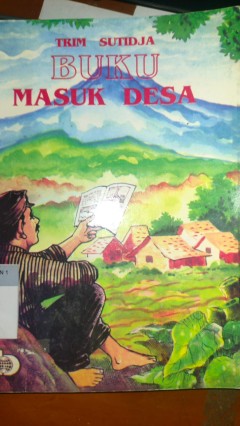 TRIM SUTIDJA
BUKU
MASUK DESA